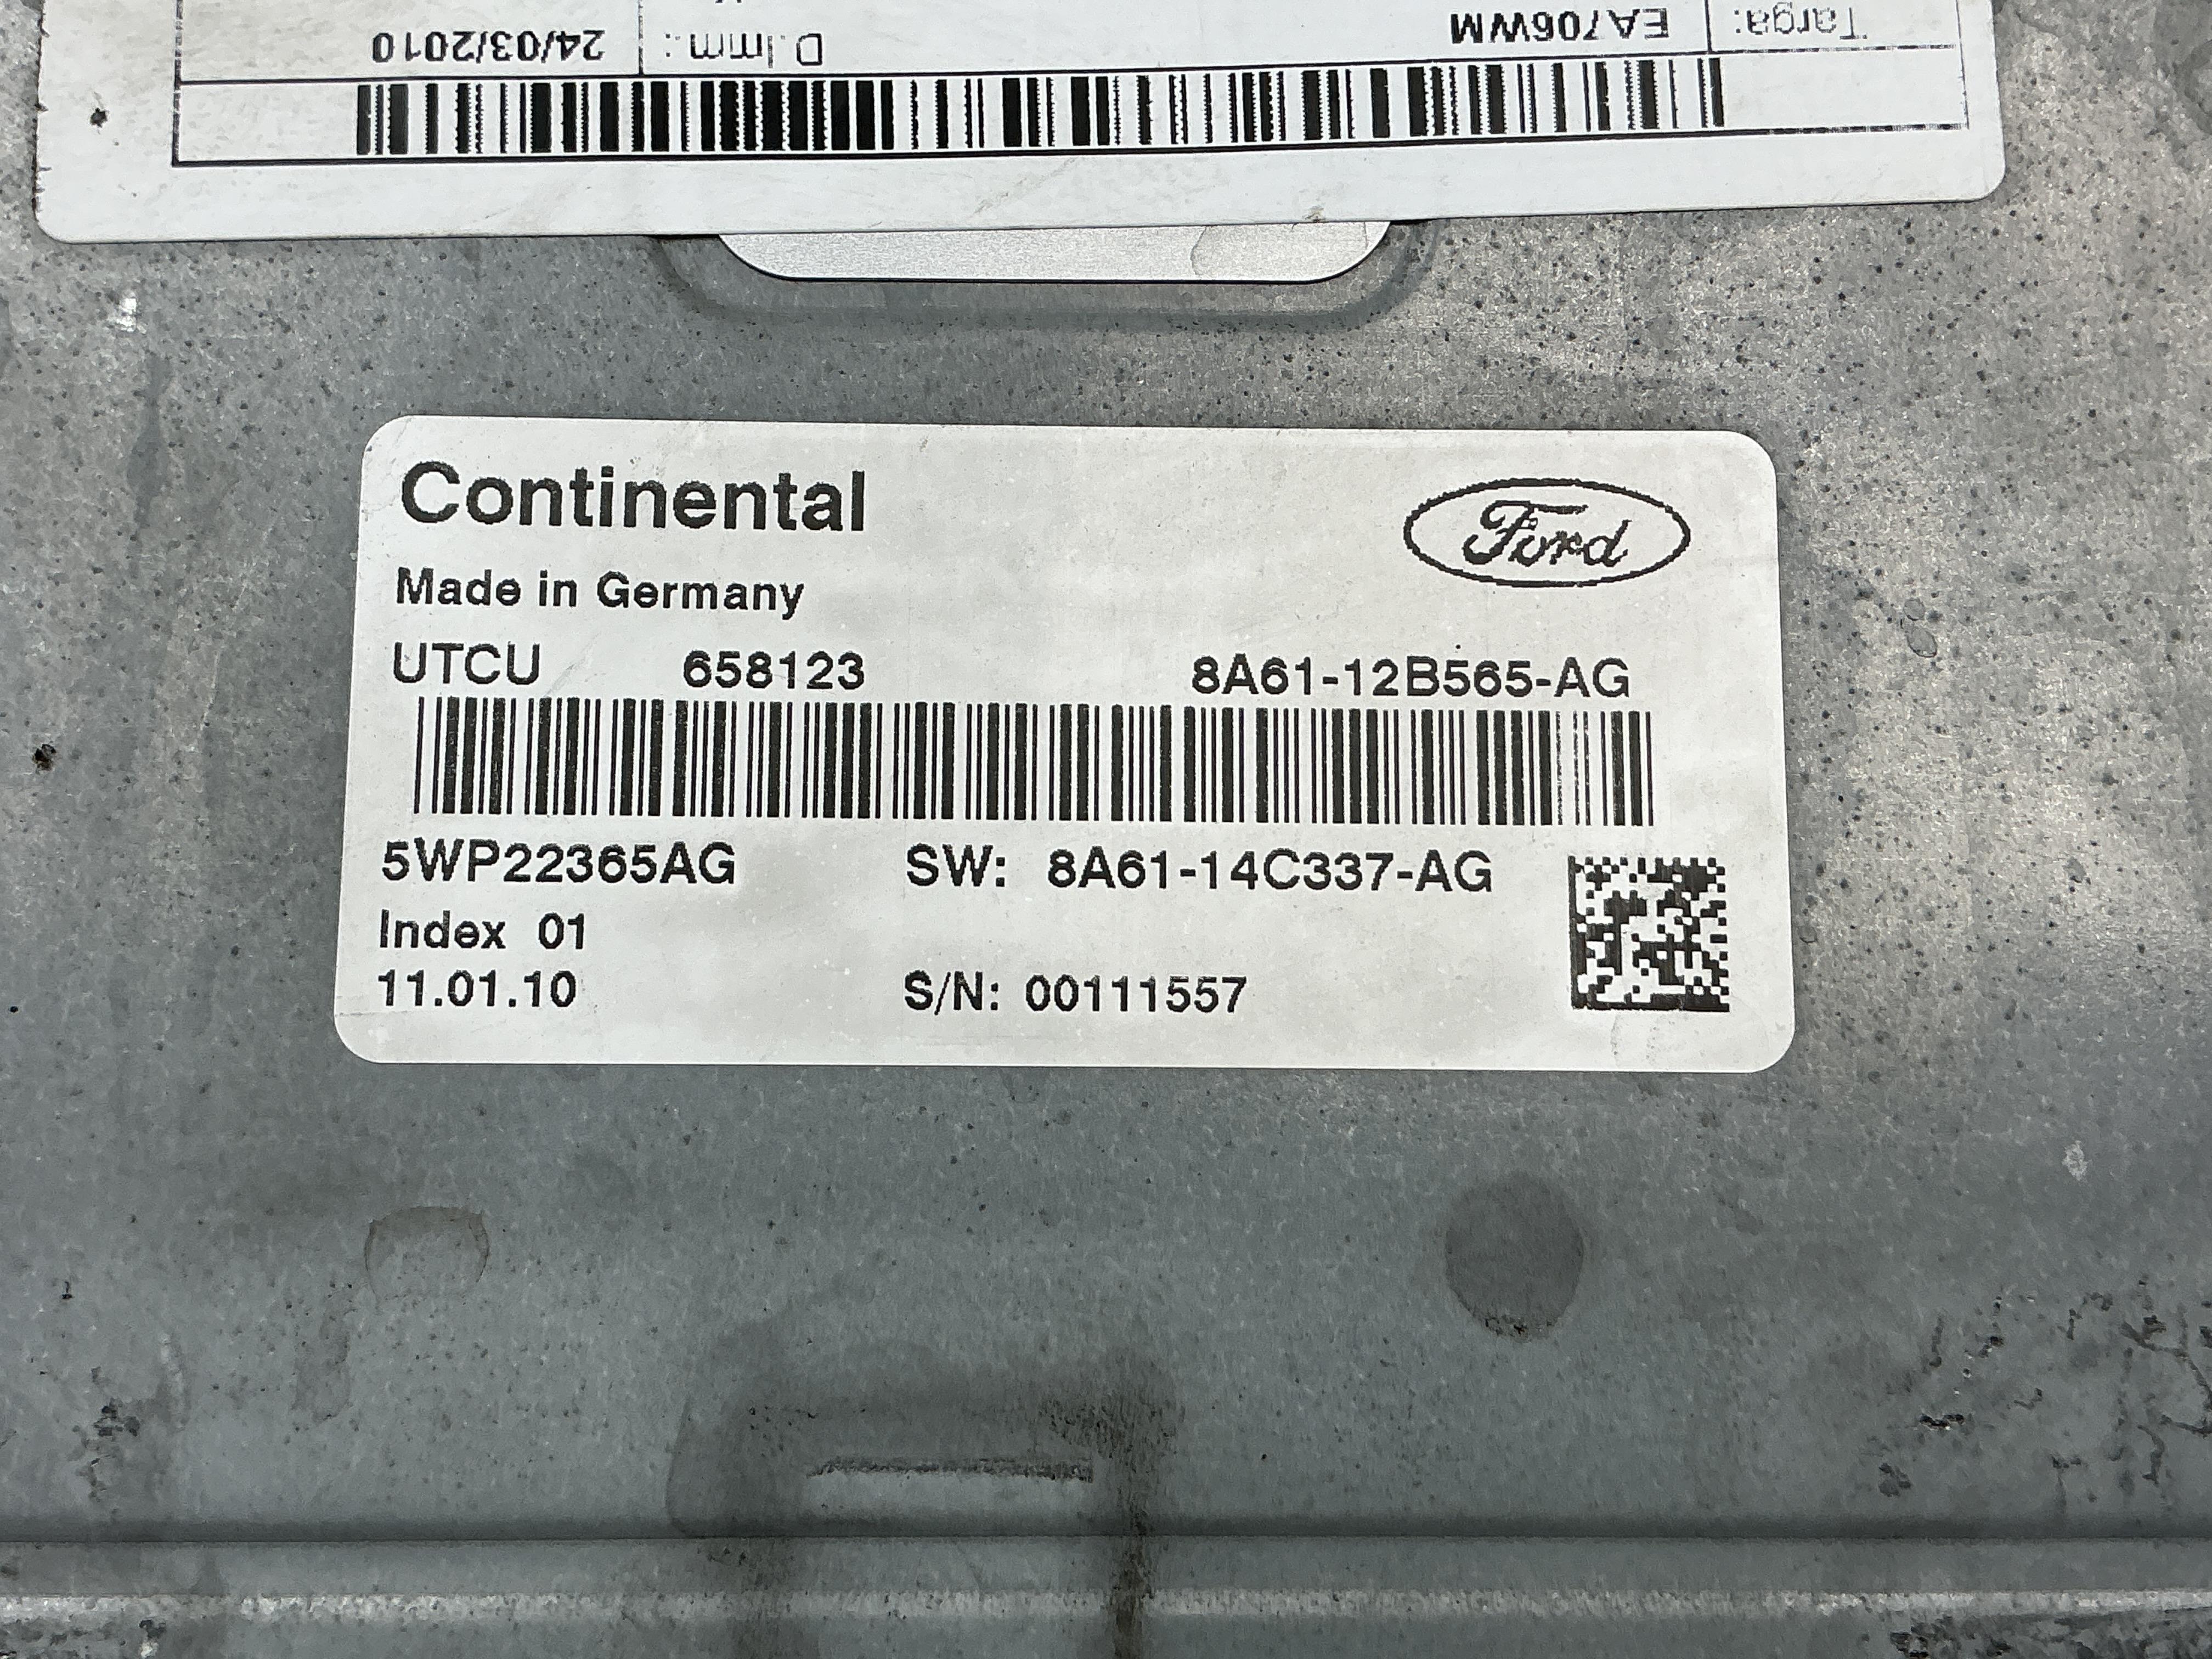 Targa: EA706WM D.Imm.: 24/03/2010
Continental
Ford
Made in Germany
UTCU 658123 8A61-12B565-AG
5WP22365AG SW: 8A61-14C337-AG
Index 01
11.01.10 S/N: 00111557